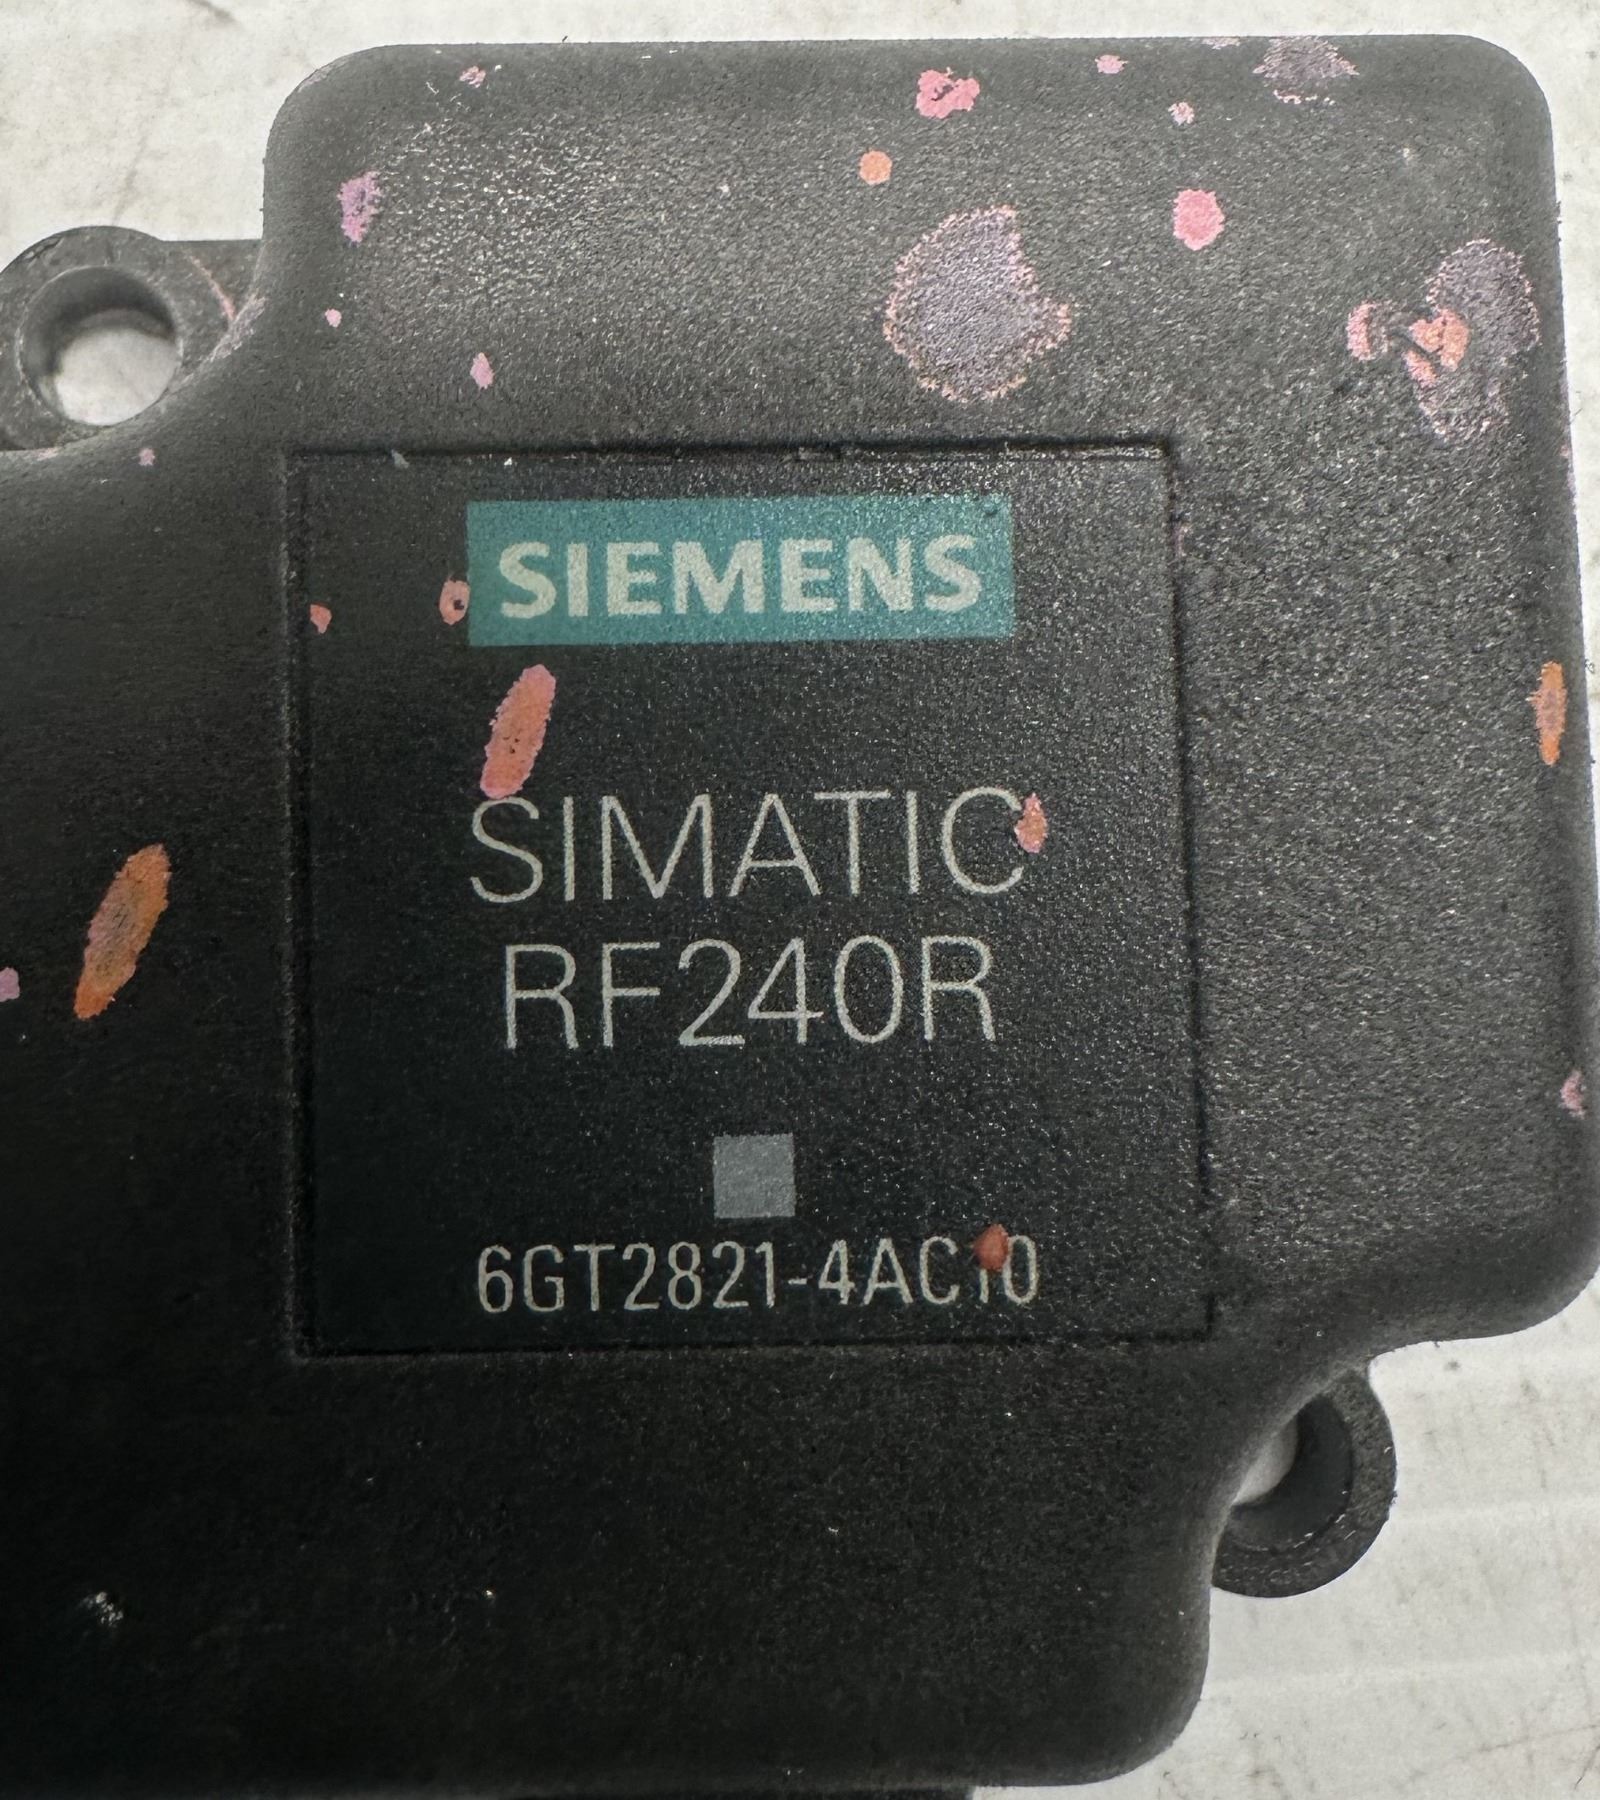 SIEMENS
SIMATIC
RF240R
6GT2821-4AC10